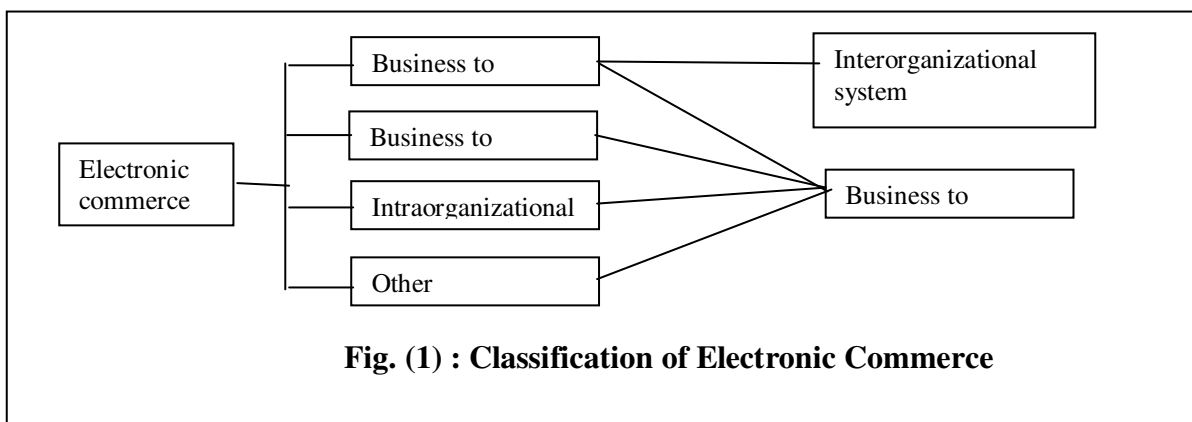 Electronic
commerce
Business to
Business to
Intraorganizational
Other
Interorganizational
system
Business to
Fig. (1) : Classification of Electronic Commerce